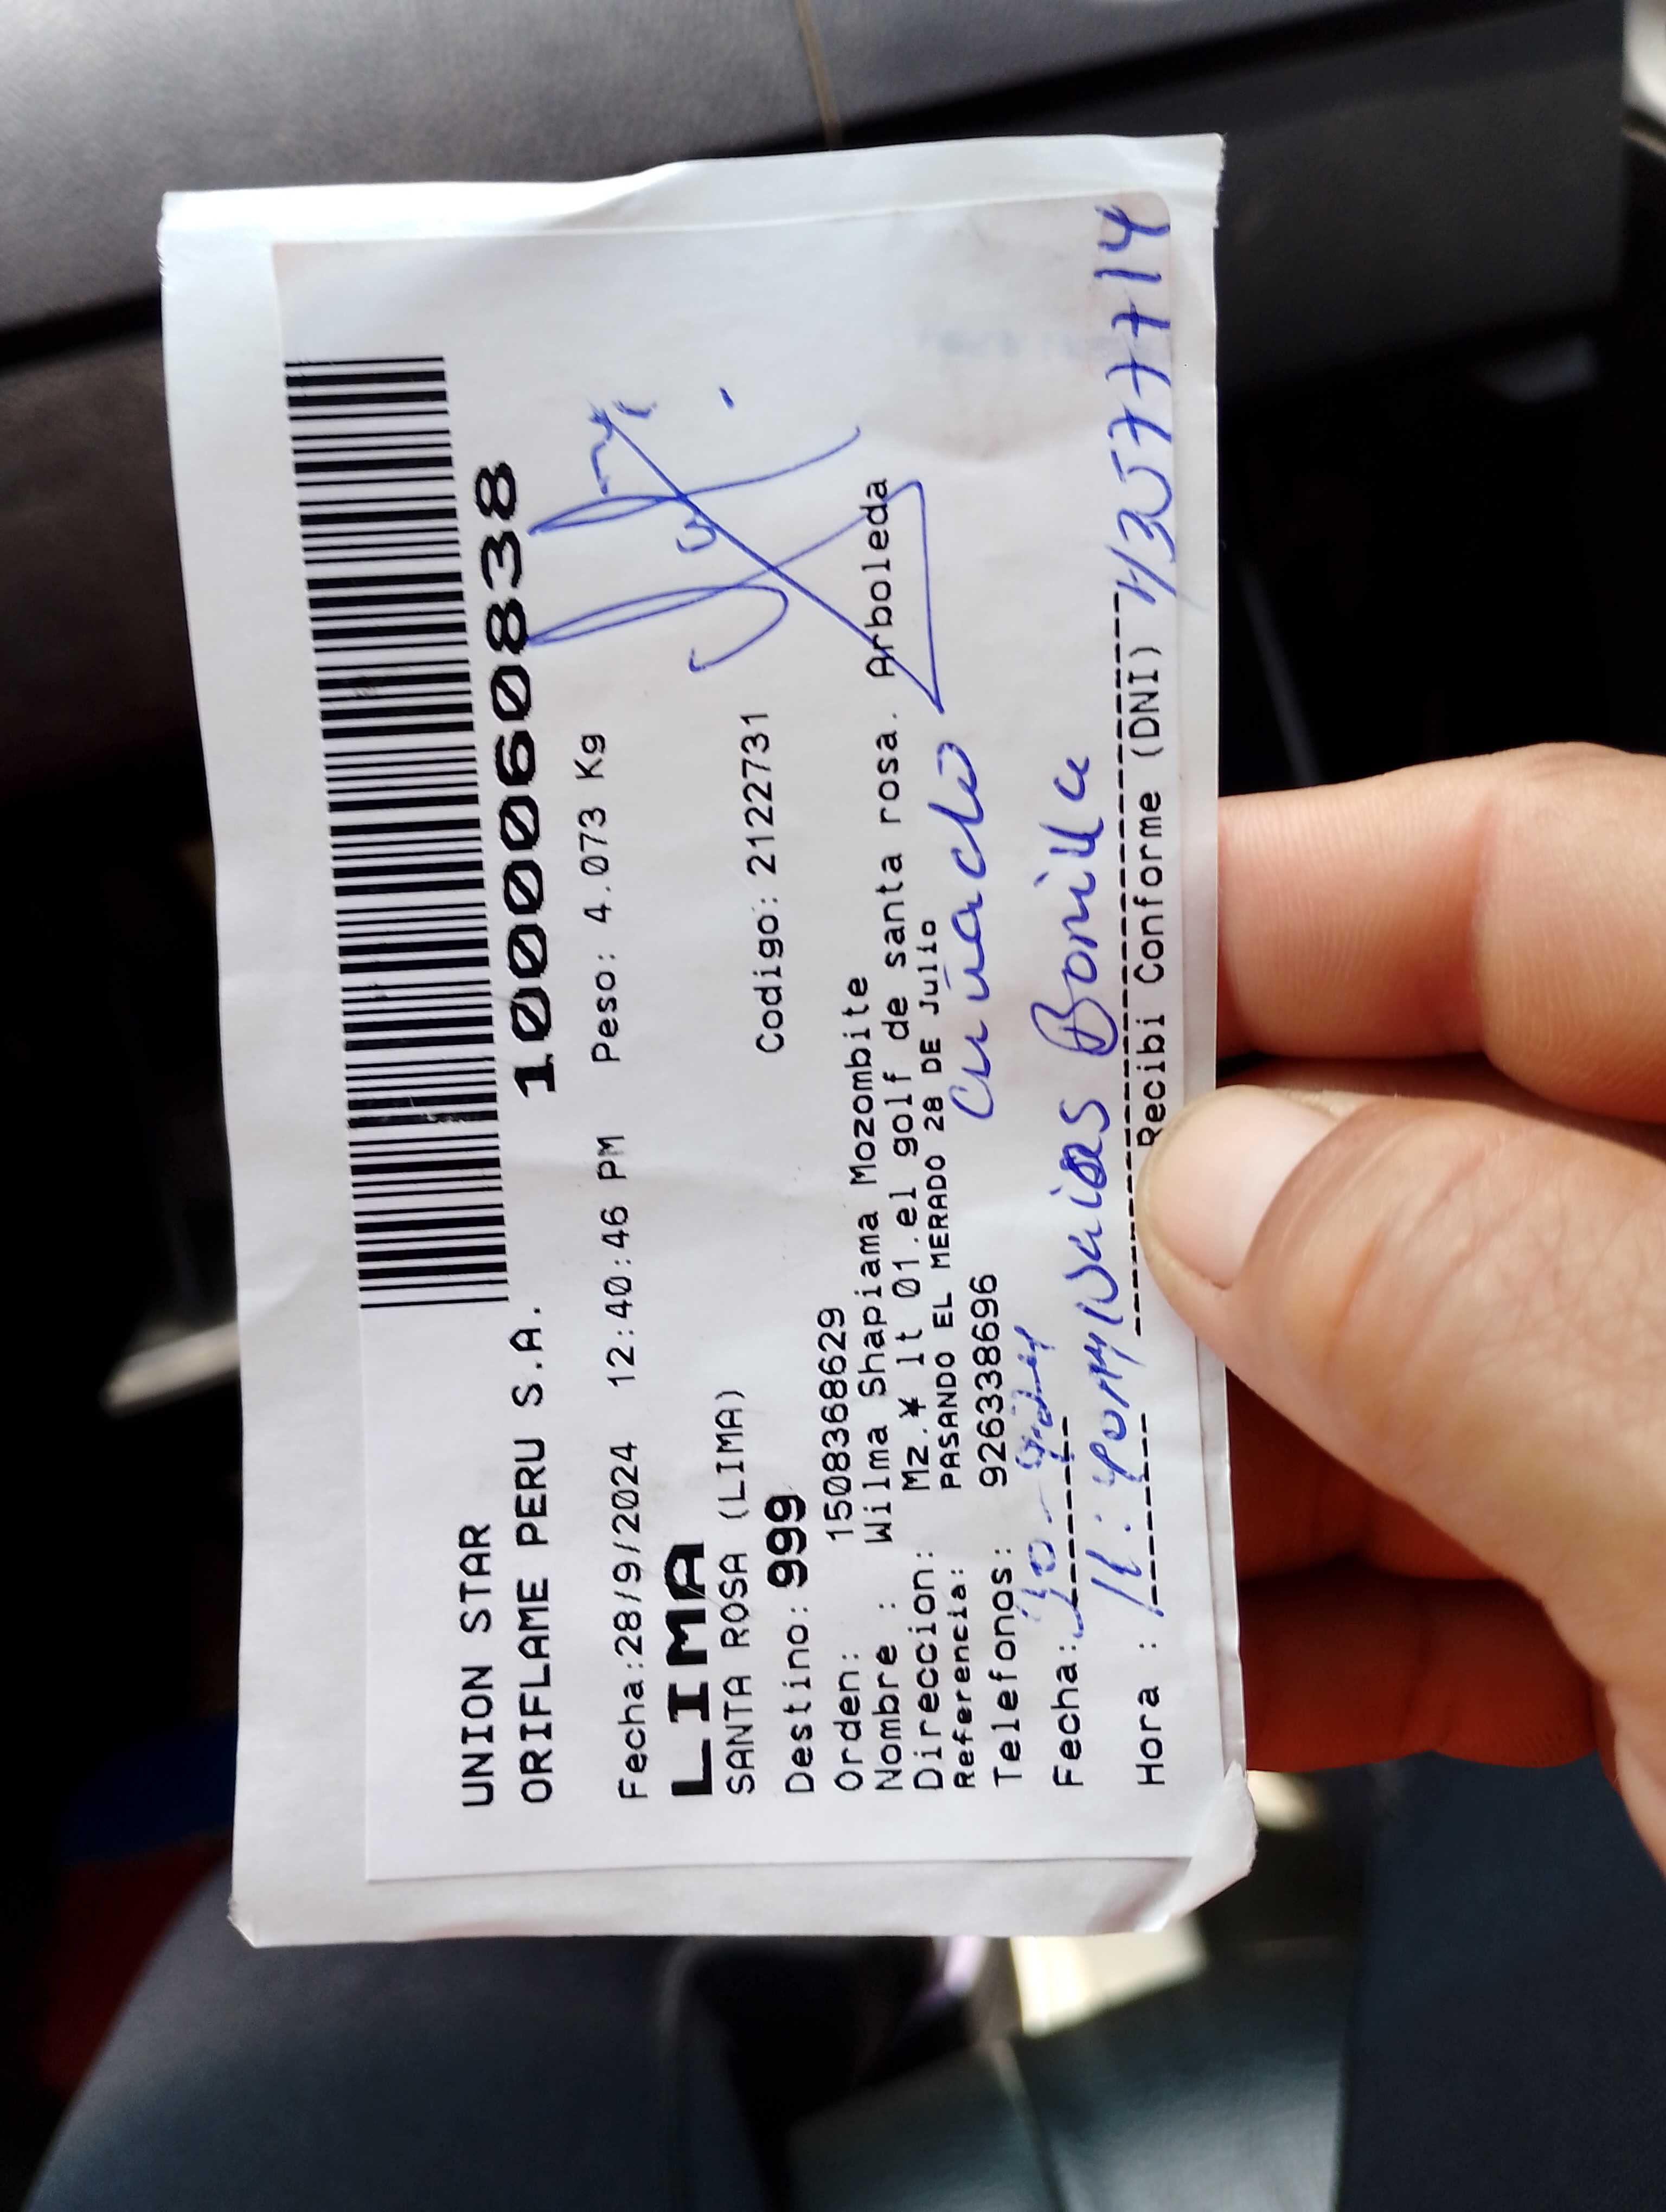 UNION STAR
ORIFLAME PERU S.A.
1000060838
Fecha:28/9/2024 12:40:46 PM Peso: 4.073 Kg
LIMA
SANTA ROSA (LIMA)
Destino: 999 Codigo: 2122731
Orden: 1508368629
Nombre : Wilma Shapiama Mozombite
Direccion: Mz.¥ lt 01.el golf de santa rosa. Arboleda
Referencia: PASANDO EL MERADO 28 DE Julio
Telefonos: 926338696
Cuñado
Fecha: 30
Bonilla
Hora :
Recibi Conforme (DNI)